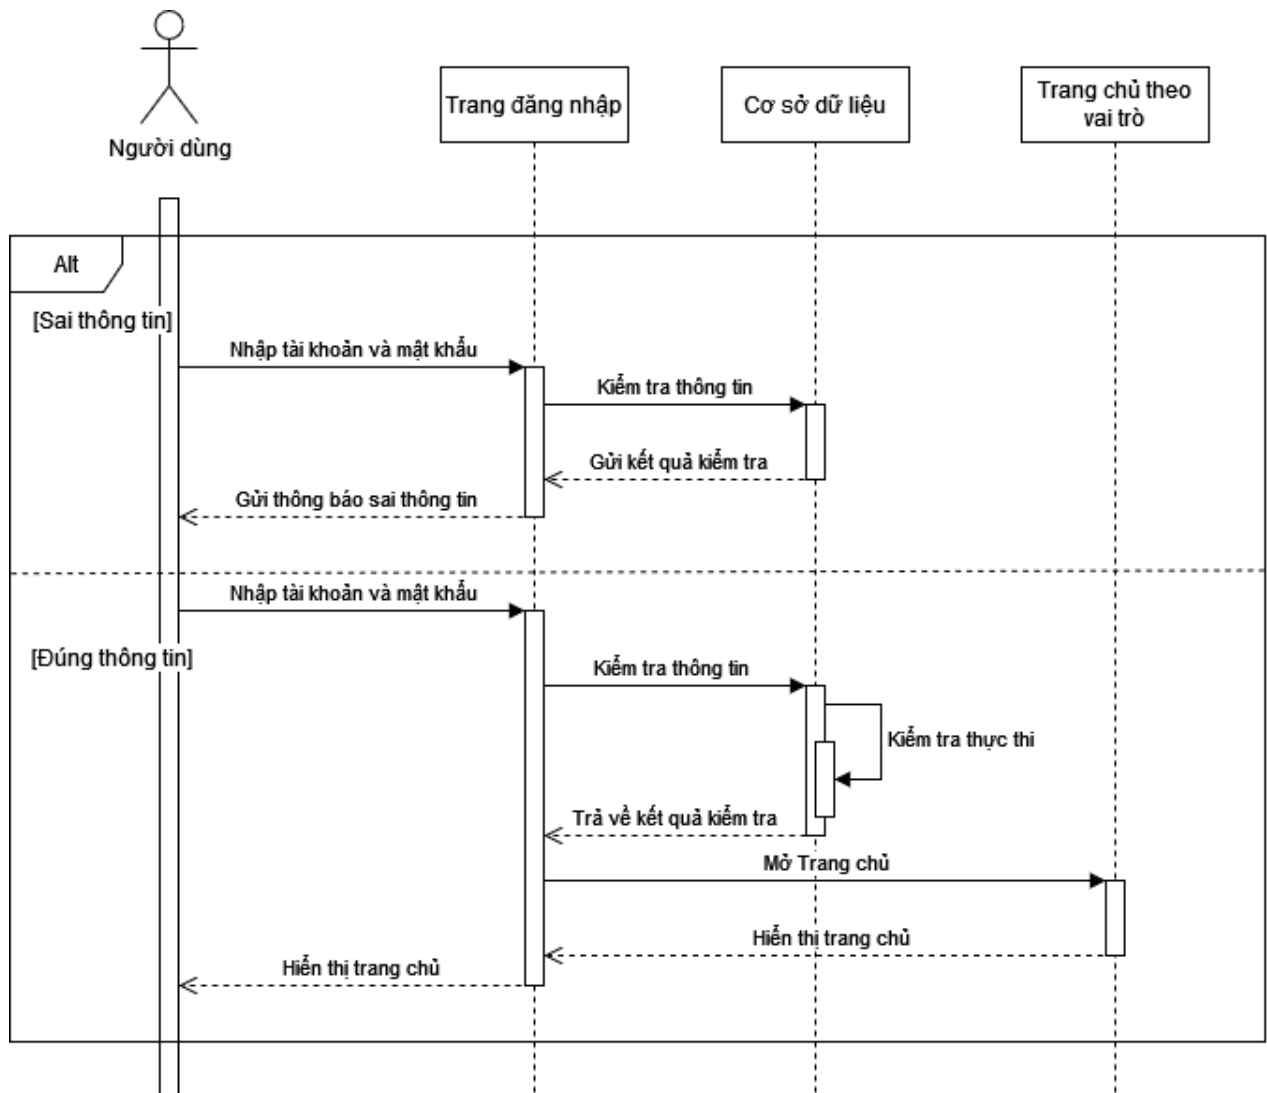 Người dùng
Trang đăng nhập
Cơ sở dữ liệu
Trang chủ theo
vai trò
Alt
[Sai thông tin]
Nhập tài khoản và mật khẩu
Kiểm tra thông tin
Gửi kết quả kiểm tra
Gửi thông báo sai thông tin
Nhập tài khoản và mật khẩu
[Đúng thông tin]
Kiểm tra thông tin
Kiểm tra thực thi
Trả về kết quả kiểm tra
Mở Trang chủ
Hiển thị trang chủ
Hiển thị trang chủ